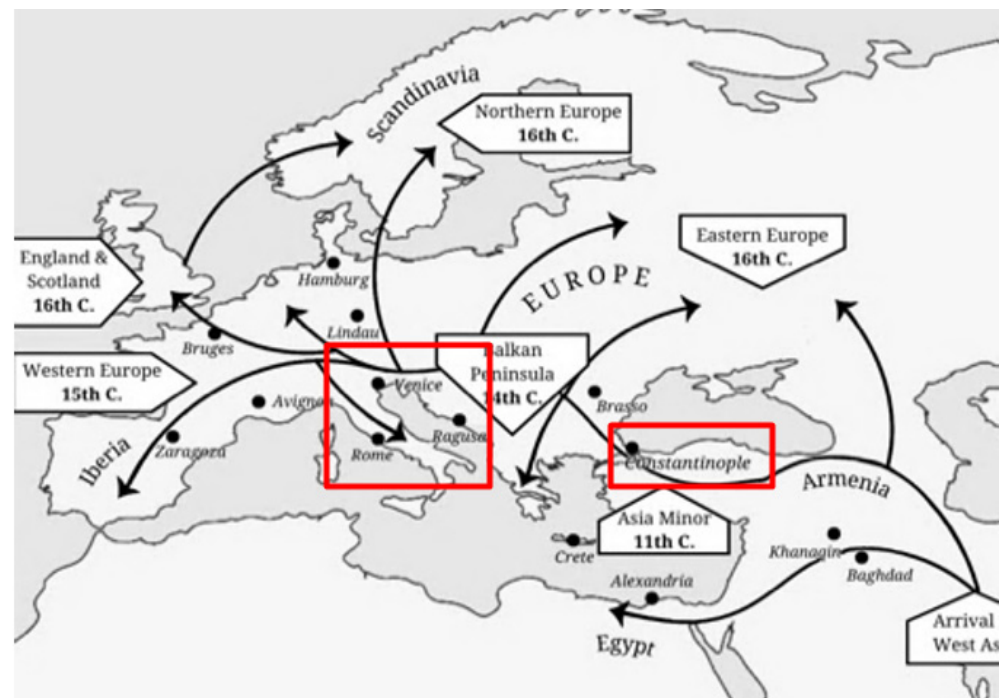 Scandinavia
Northern Europe
16th C.
Eastern Europe
16th C.
England &
Scotland
16th C.
EUROPE
Hamburg
Lindau
Bruges
Balkan
Peninsula
14th C.
Western Europe
15th C.
Venice
Avignon
Brasso
Ragusa
Rome
Zaragoza
Iberia
Constantinople
Armenia
Asia Minor
11th C.
Crete
Khanaqin
Baghdad
Alexandria
Egypt
Arrival
West As